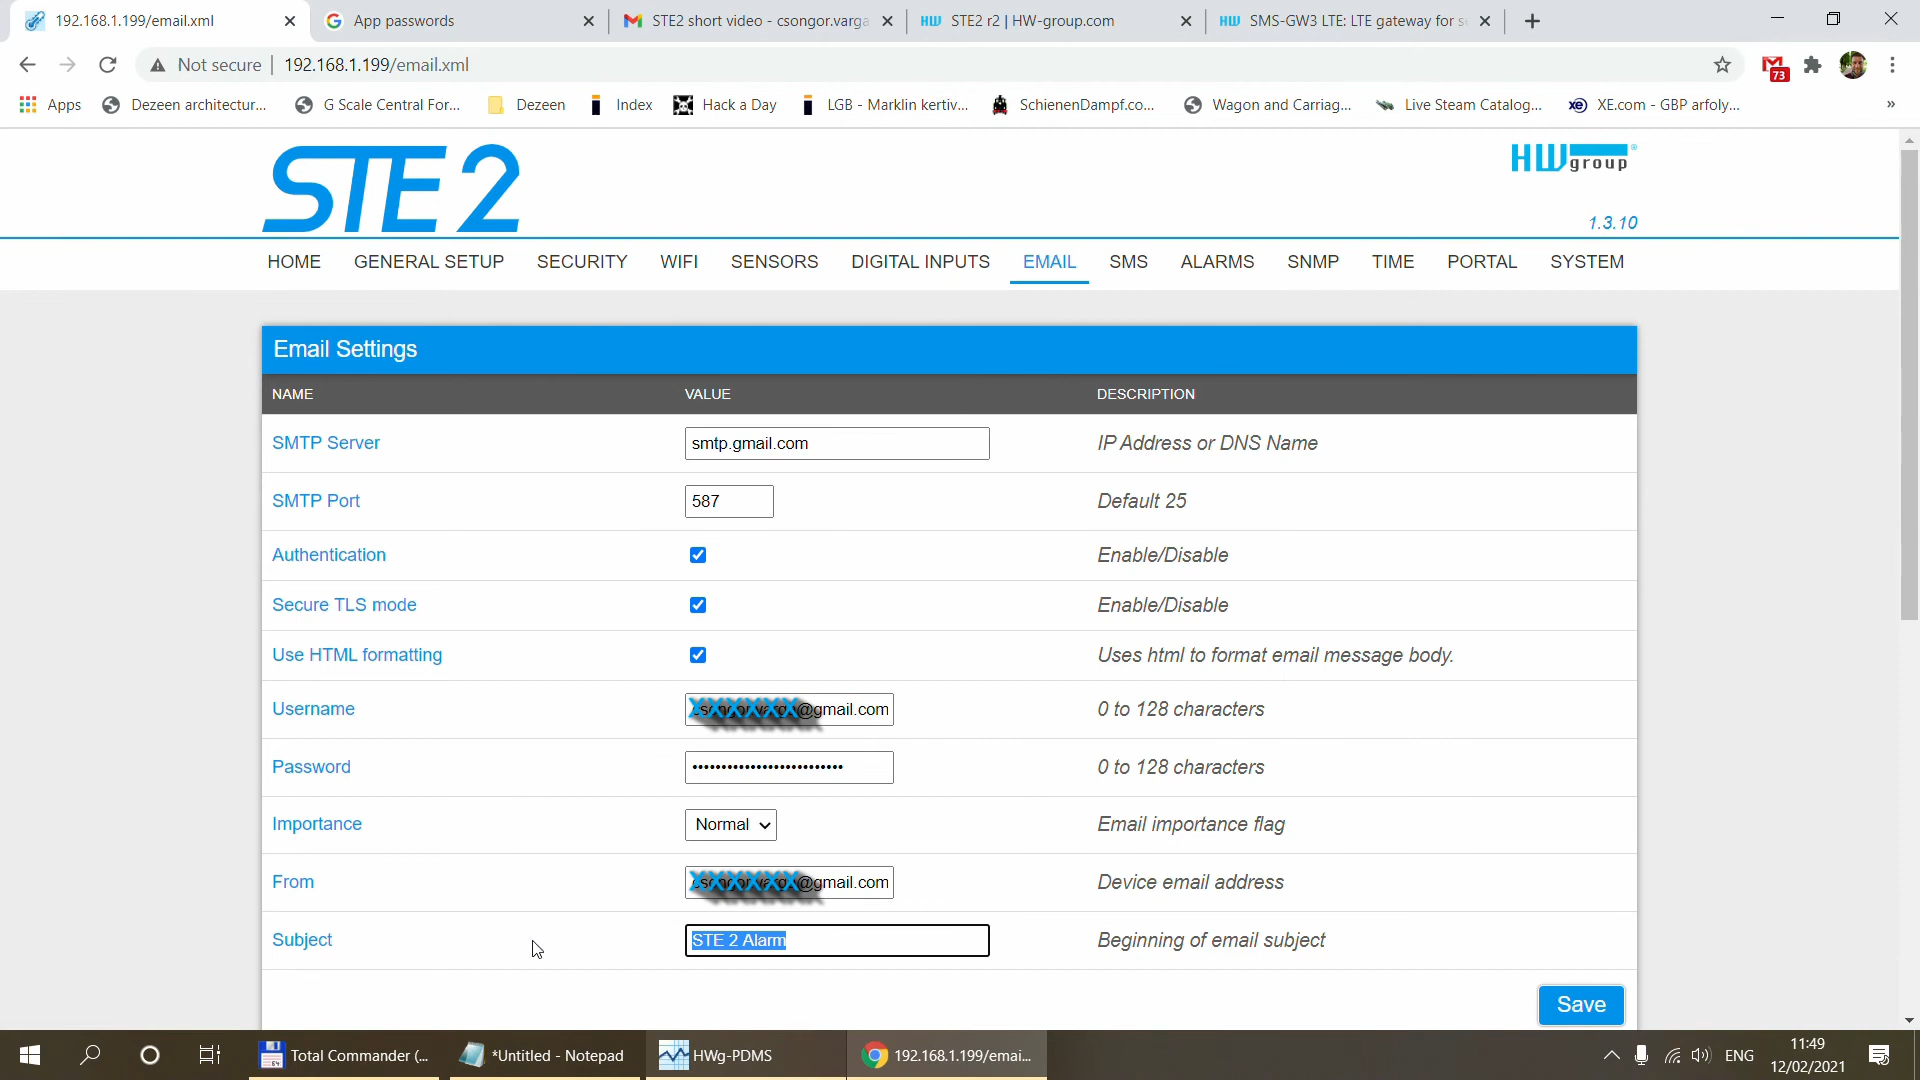 192.168.1.199/email.xml
App passwords
STE2 short video - csongor.varga
STE2 r2 | HW-group.com
SMS-GW3 LTE: LTE gateway for se
Not secure
192.168.1.199/email.xml
73
Apps
Dezeen architectur...
G Scale Central For...
Dezeen
Index
Hack a Day
LGB - Marklin kertiv...
SchienenDampf.co...
Wagon and Carriag...
Live Steam Catalog...
XE.com - GBP arfoly...
»
STE 2
HW group
1.3.10
HOME
GENERAL SETUP
SECURITY
WIFI
SENSORS
DIGITAL INPUTS
EMAIL
SMS
ALARMS
SNMP
TIME
PORTAL
SYSTEM
Email Settings
NAME
VALUE
DESCRIPTION
SMTP Server
smtp.gmail.com
IP Address or DNS Name
SMTP Port
587
Default 25
Authentication
Enable/Disable
Secure TLS mode
Enable/Disable
Use HTML formatting
Uses html to format email message body.
Username
XXXXXXX@gmail.com
0 to 128 characters
Password
0 to 128 characters
Importance
Normal
Email importance flag
From
XXXXXXX@gmail.com
Device email address
Subject
STE 2 Alarm
Beginning of email subject
Save
Total Commander (...
*Untitled - Notepad
HWg-PDMS
192.168.1.199/emai...
ENG
11:49
12/02/2021